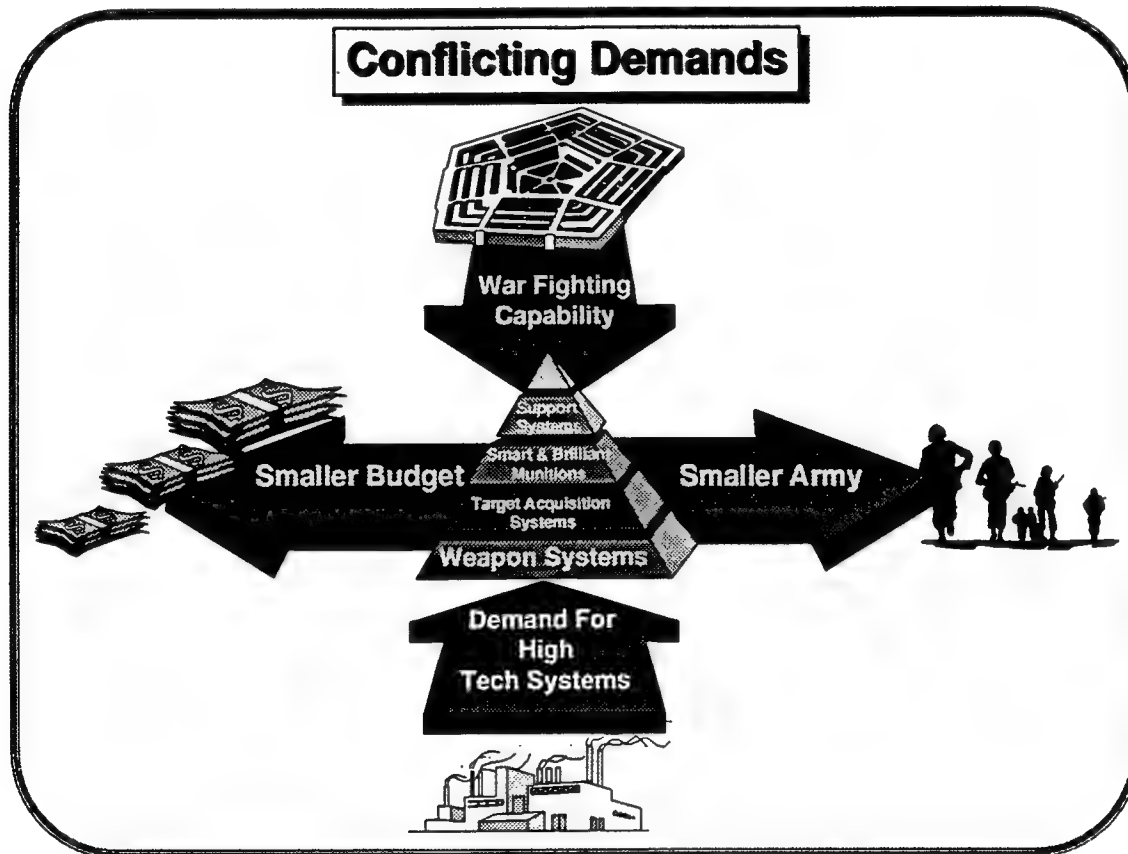 Conflicting Demands
War Fighting
Capability
Support
Systems
Smart & Brilliant
Munitions
Smaller Budget
Smaller Army
Target Acquisition
Systems
Weapon Systems
Demand For
High
Tech Systems